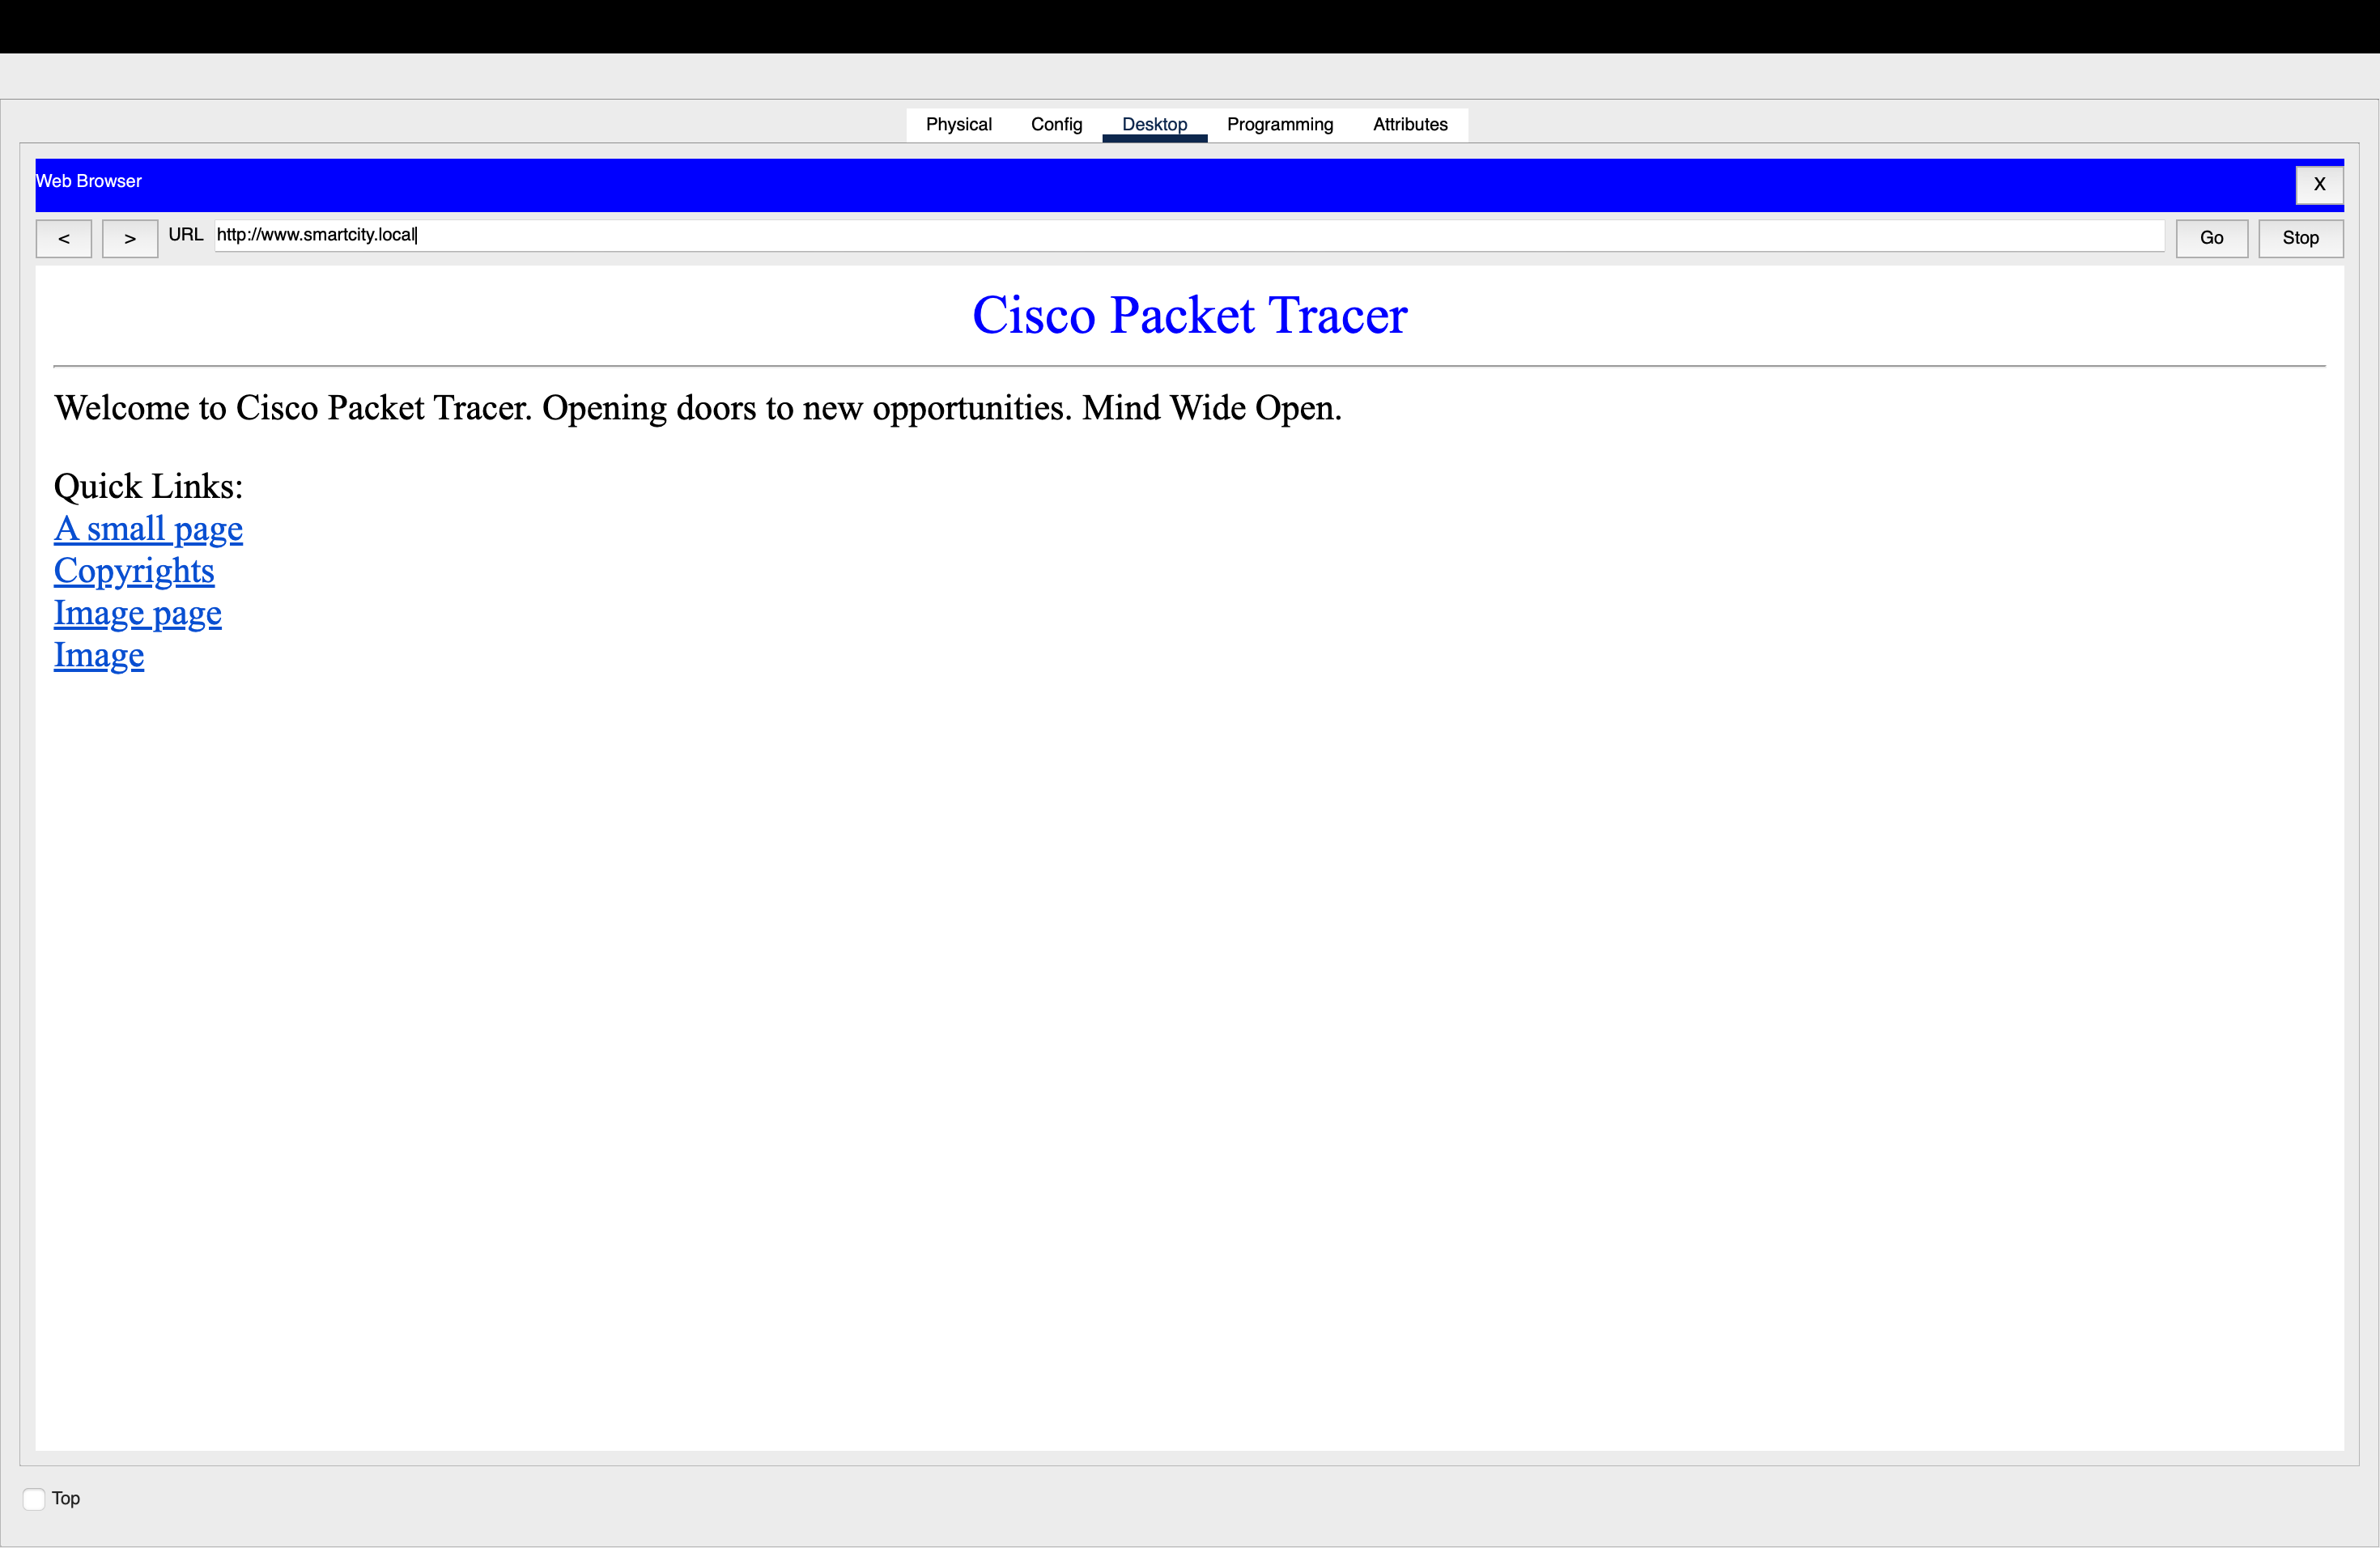 Physical Config Desktop Programming Attributes
Web Browser X
< > URL http://www.smartcity.local Go Stop
Cisco Packet Tracer
Welcome to Cisco Packet Tracer. Opening doors to new opportunities. Mind Wide Open.
Quick Links:
A small page
Copyrights
Image page
Image
Top